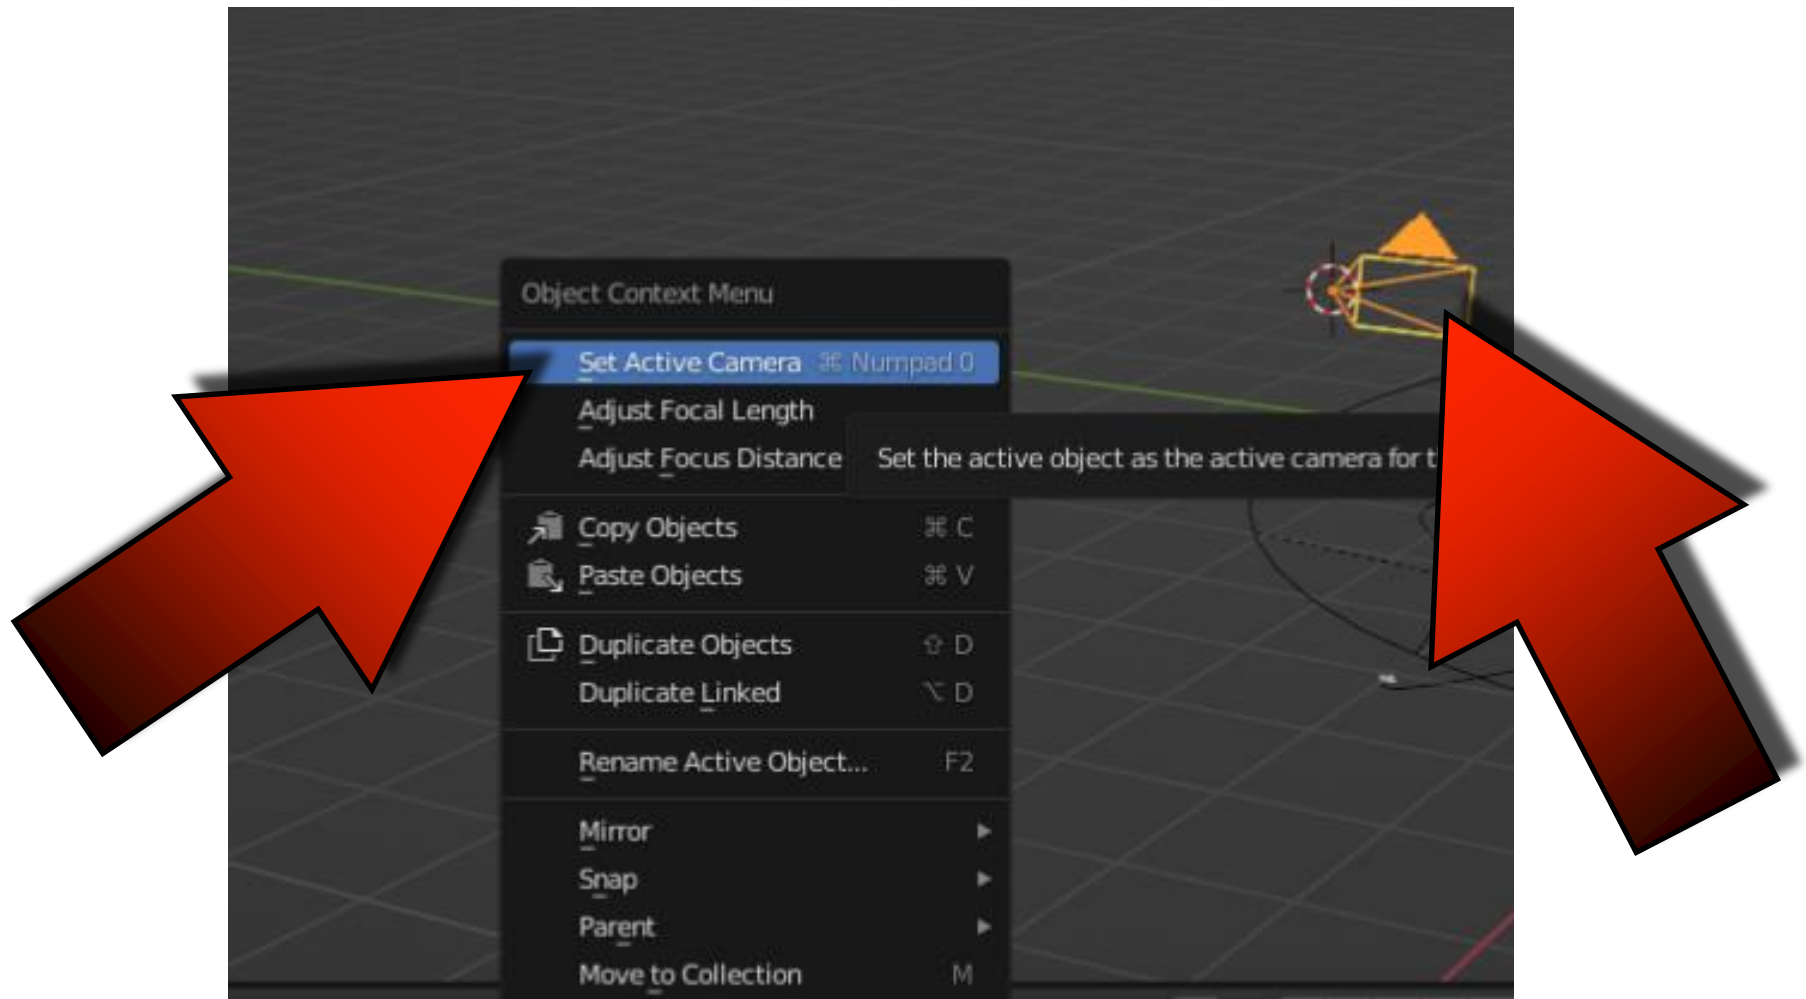 Object Context Menu
Set Active Camera ⌘ Numpad 0
Adjust Focal Length
Adjust Focus Distance
Set the active object as the active camera for t
Copy Objects ⌘ C
Paste Objects ⌘ V
Duplicate Objects ⇧ D
Duplicate Linked ⌥ D
Rename Active Object... F2
Mirror
Snap
Parent
Move to Collection M